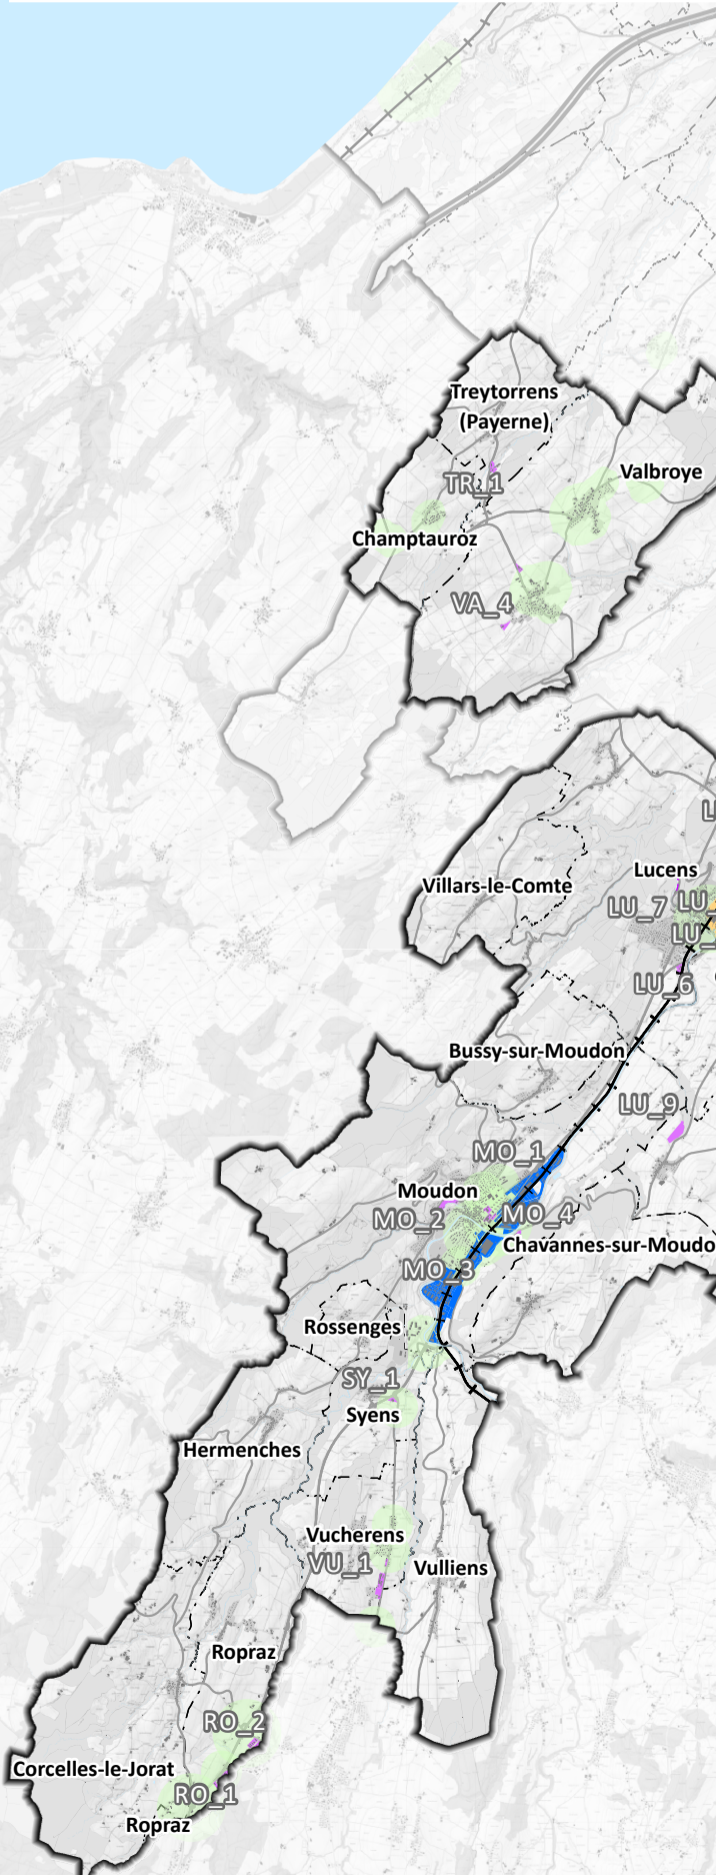 Treytorrens
(Payerne)
Valbroye
TR_1
Champtauroz
VA_4
Lucens
Villars-le-Comte
LU_7
LU_
LU_
LU_6
Bussy-sur-Moudon
LU_9
MO_1
Moudon
MO_2
MO_4
Chavannes-sur-Moudo
MO_3
Rossenges
SY_1
Syens
Hermenches
Vucherens
VU_1
Vulliens
Ropraz
RO_2
Corcelles-le-Jorat
RO_1
Ropraz